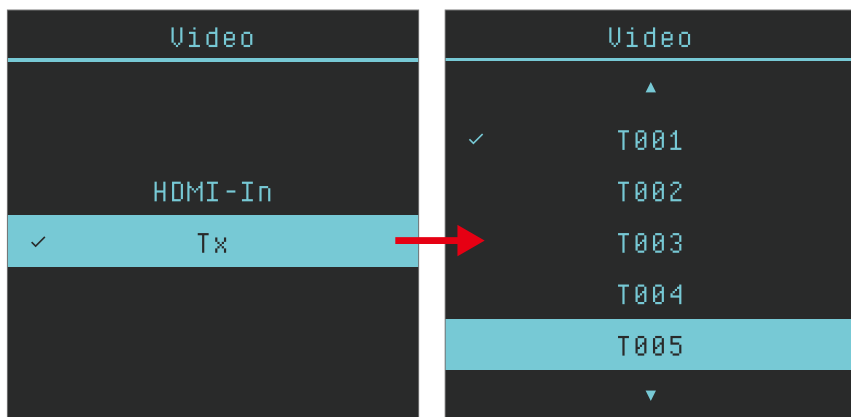 Video
HDMI-In
Tx
Video
T001
T002
T003
T004
T005